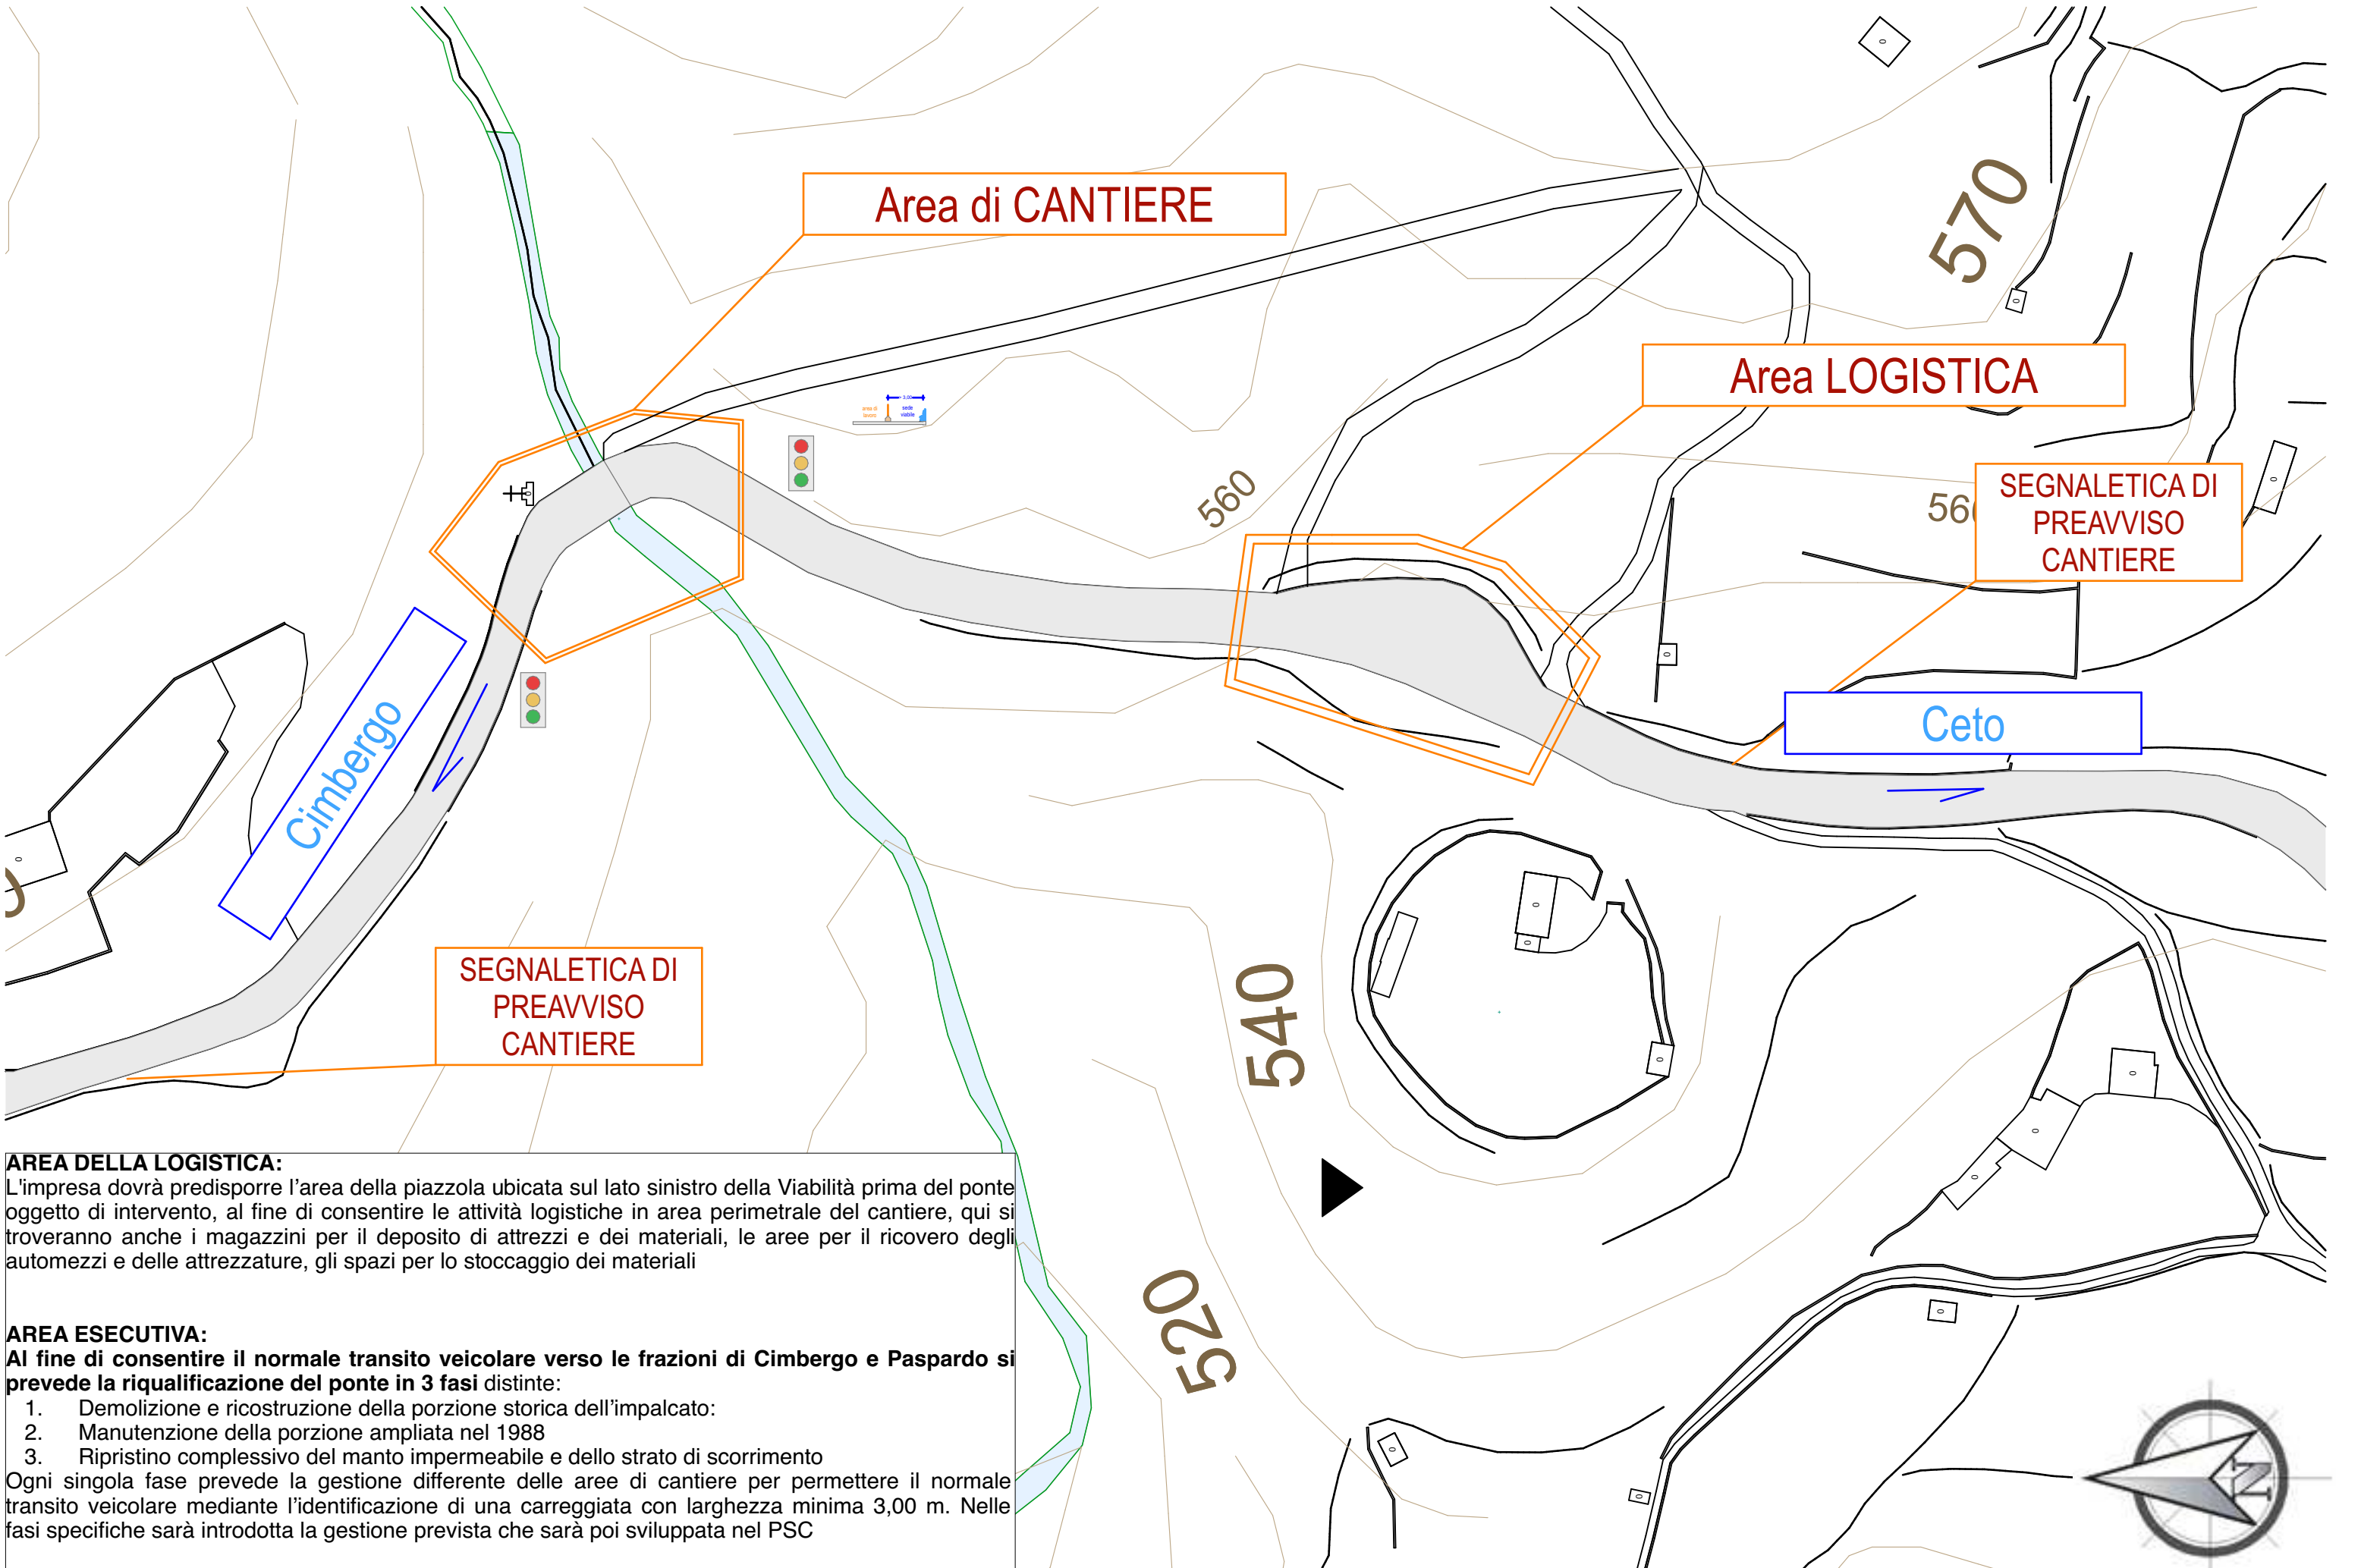 Area di CANTIERE
570
Area LOGISTICA
+ 3,00
area di
lavoro
sede
viabile
560
560
SEGNALETICA DI
PREAVVISO
CANTIERE
Cimbergo
Ceto
SEGNALETICA DI
PREAVVISO
CANTIERE
540
520
AREA DELLA LOGISTICA:
L'impresa dovrà predisporre l'area della piazzola ubicata sul lato sinistro della Viabilità prima del ponte
oggetto di intervento, al fine di consentire le attività logistiche in area perimetrale del cantiere, qui si
troveranno anche i magazzini per il deposito di attrezzi e dei materiali, le aree per il ricovero degli
automezzi e delle attrezzature, gli spazi per lo stoccaggio dei materiali
AREA ESECUTIVA:
Al fine di consentire il normale transito veicolare verso le frazioni di Cimbergo e Paspardo si
prevede la riqualificazione del ponte in 3 fasi distinte:
1. Demolizione e ricostruzione della porzione storica dell'impalcato:
2. Manutenzione della porzione ampliata nel 1988
3. Ripristino complessivo del manto impermeabile e dello strato di scorrimento
Ogni singola fase prevede la gestione differente delle aree di cantiere per permettere il normale
transito veicolare mediante l'identificazione di una carreggiata con larghezza minima 3,00 m. Nelle
fasi specifiche sarà introdotta la gestione prevista che sarà poi sviluppata nel PSC
N